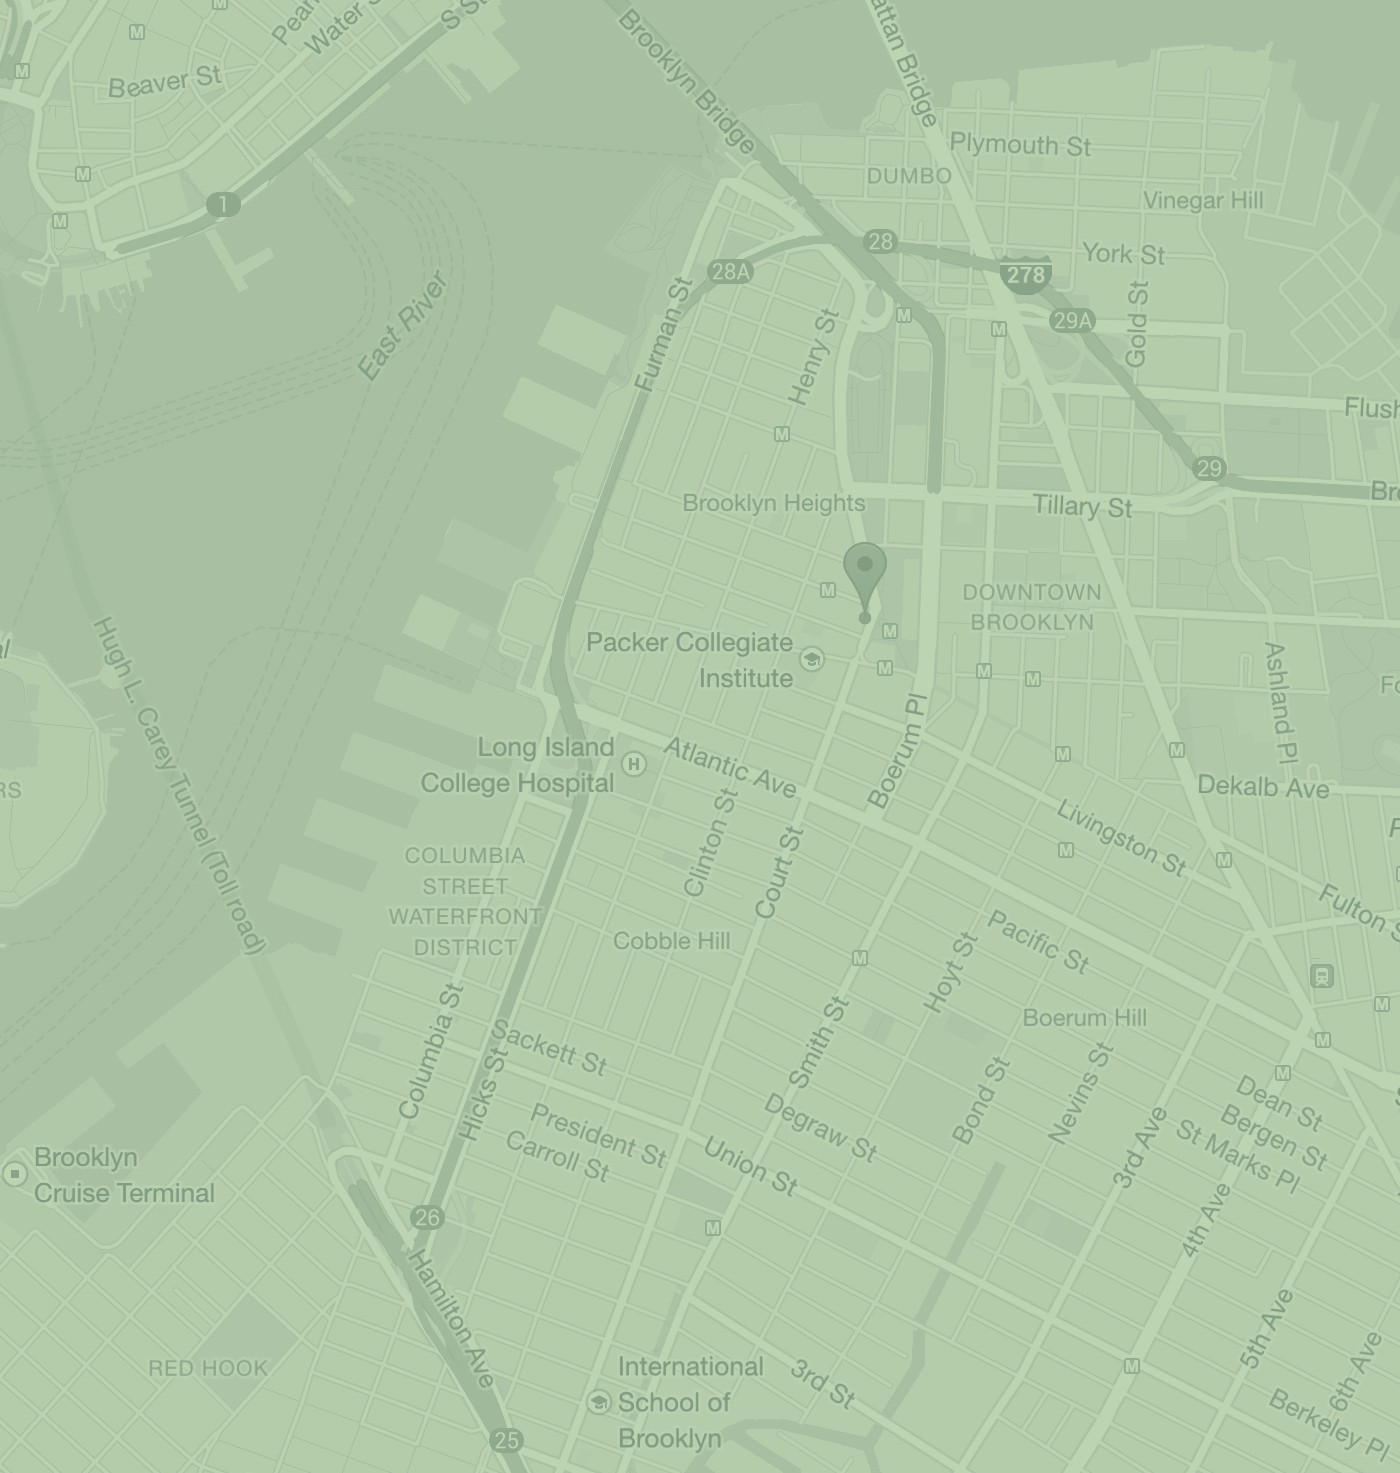 Water S
S St
Beaver St
Brooklyn Bridge
attan Bridge
Plymouth St
DUMBO
Vinegar Hill
1
28
York St
28A
278
29A
Gold St
East River
Furman St
Henry St
Flush
29
Brooklyn Heights
Tillary St
DOWNTOWN
BROOKLYN
Hugh L. Carey Tunnel (Toll road)
Packer Collegiate
Institute
Ashland Pl
Long Island
College Hospital
H
Atlantic Ave
Boerum Pl
Dekalb Ave
RS
Livingston St
Clinton St
Court St
COLUMBIA
STREET
WATERFRONT
DISTRICT
Cobble Hill
Fulton S
Pacific St
Hoyt St
Smith St
Boerum Hill
Columbia St
Sackett St
Hicks St
Bond St
Nevins St
Degraw St
Dean St
Bergen St
St Marks Pl
3rd Ave
President St
Carroll St
Union St
Brooklyn
Cruise Terminal
26
4th Ave
Hamilton Ave
RED HOOK
International
School of
Brooklyn
3rd St
5th Ave
6th Ave
Berkeley Pl
25